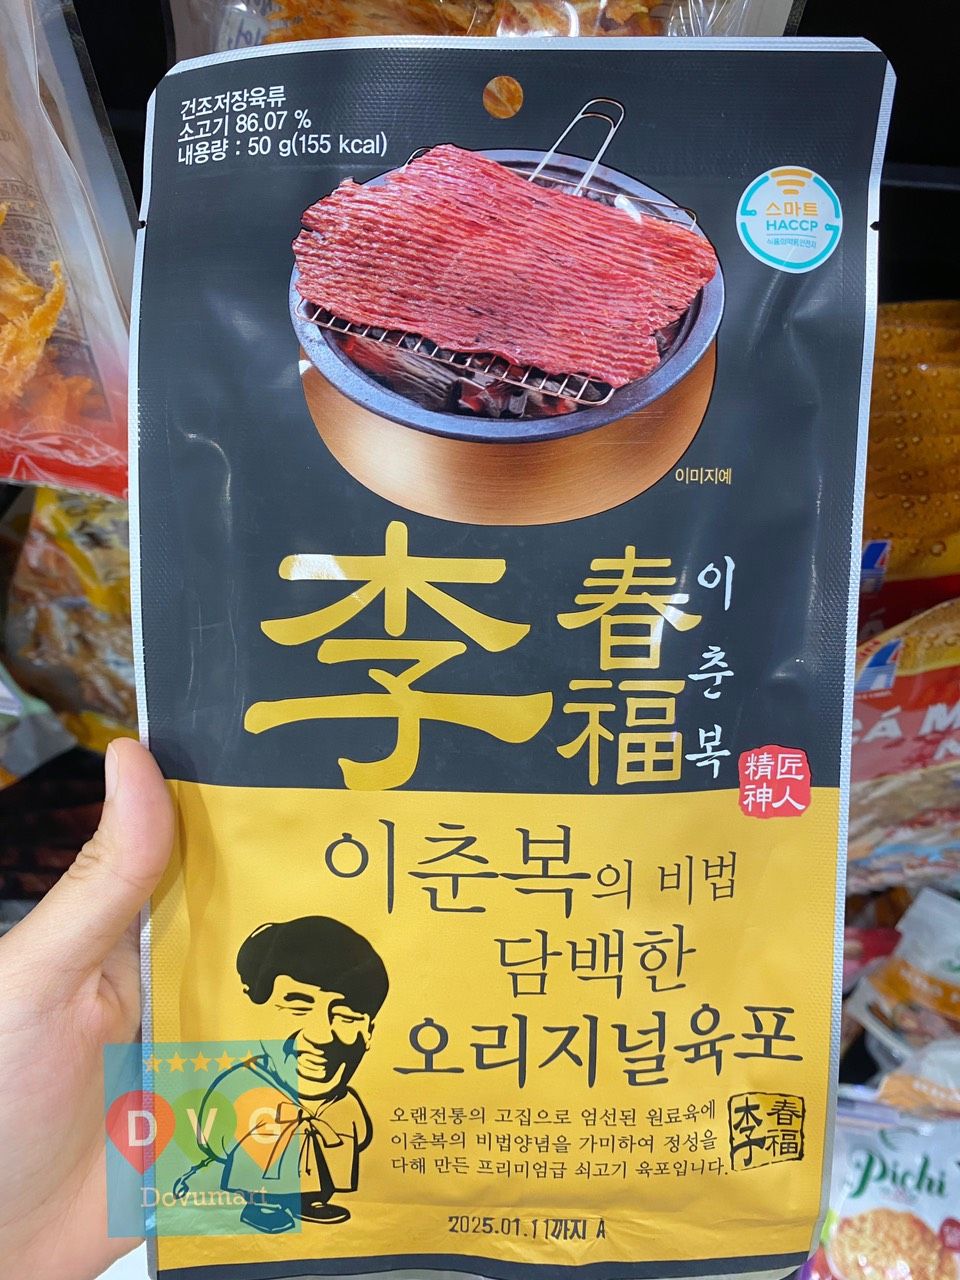 건조저장육류
소고기 86.07 %
내용량 : 50 g(155 kcal)
스마트
HACCP
이미지예
李春福
이춘복
精神
匠人
이춘복의 비법
담백한
오리지널육포
오랜전통의 고집으로 엄선된 원료육에
이춘복의 비법양념을 가미하여 정성을
다해 만든 프리미엄급 쇠고기 육포입니다.
李春福
2025.01.11까지 A
DVG
Dovumart
Pichi